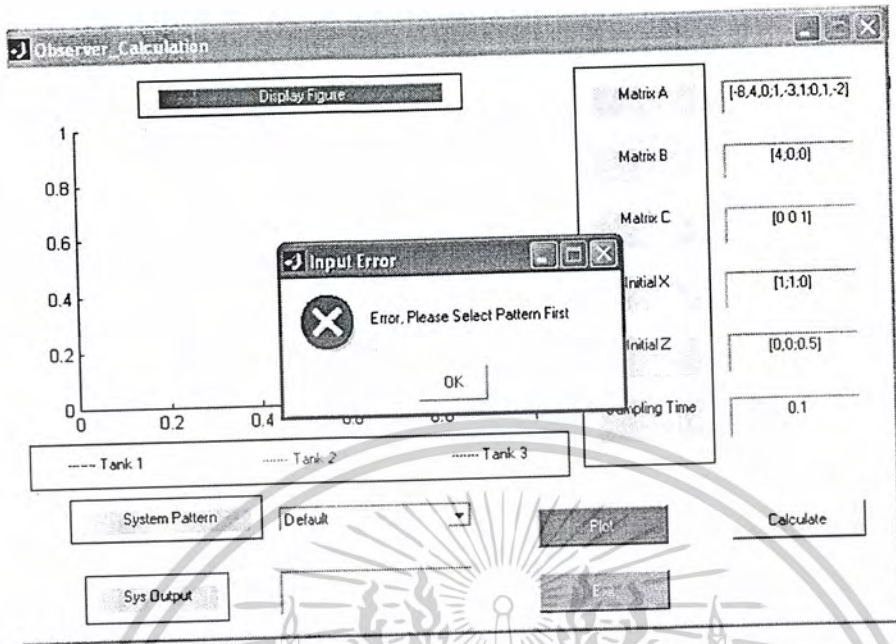 Observer_Calculation
Display Figure
1
0.8
0.6
0.4
0.2
0
0
0.2
0.4
Matrix A
[-8,4,0;1,-3,1;0,1,-2]
Matrix B
[4;0;0]
Matrix C
[0 0 1]
Initial X
[1;1;0]
Initial Z
[0;0;0.5]
Sampling Time
0.1
Input Error
Error, Please Select Pattern First
OK
Tank 1
Tank 2
Tank 3
System Pattern
Default
Plot
Calculate
Sys Output